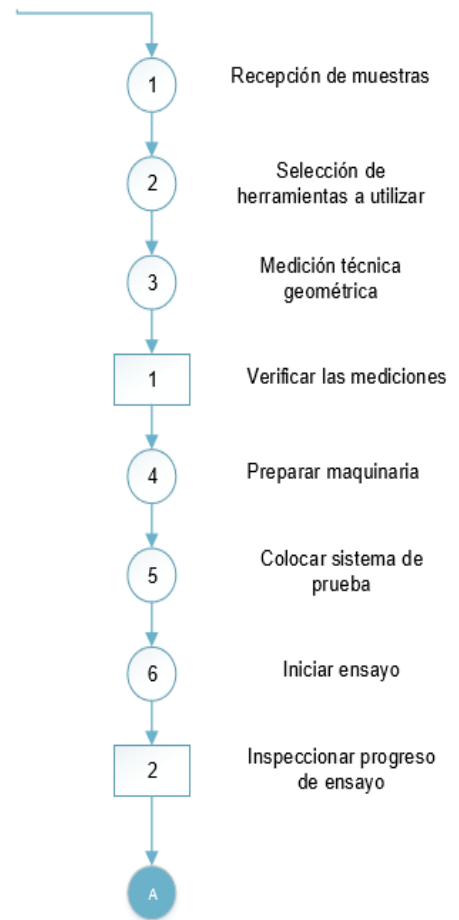 1
Recepción de muestras
2
Selección de
herramientas a utilizar
3
Medición técnica
geométrica
1
Verificar las mediciones
4
Preparar maquinaria
5
Colocar sistema de
prueba
6
Iniciar ensayo
2
Inspeccionar progreso
de ensayo
A